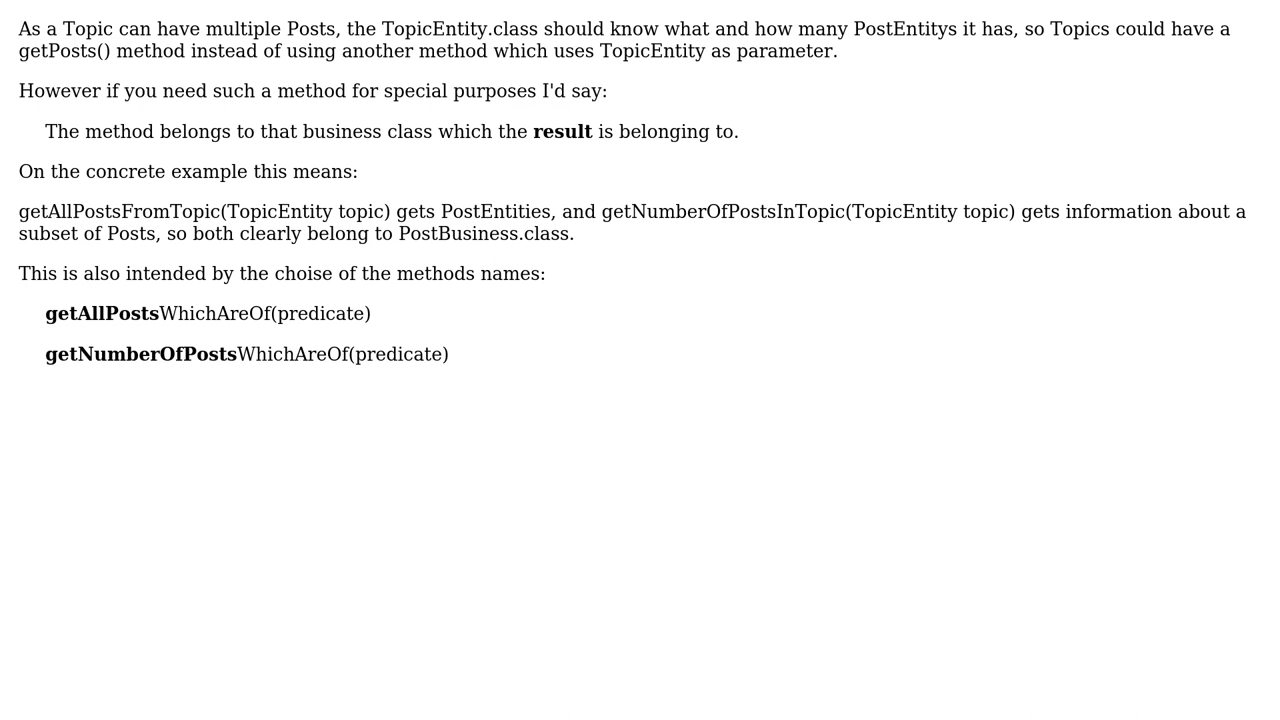 As a Topic can have multiple Posts, the TopicEntity.class should know what and how many PostEntitys it has, so Topics could have a
getPosts() method instead of using another method which uses TopicEntity as parameter.
However if you need such a method for special purposes I'd say:
The method belongs to that business class which the result is belonging to.
On the concrete example this means:
getAllPostsFromTopic(TopicEntity topic) gets PostEntities, and getNumberOfPostsInTopic(TopicEntity topic) gets information about a
subset of Posts, so both clearly belong to PostBusiness.class.
This is also intended by the choise of the methods names:
getAllPostsWhichAreOf(predicate)
getNumberOfPostsWhichAreOf(predicate)